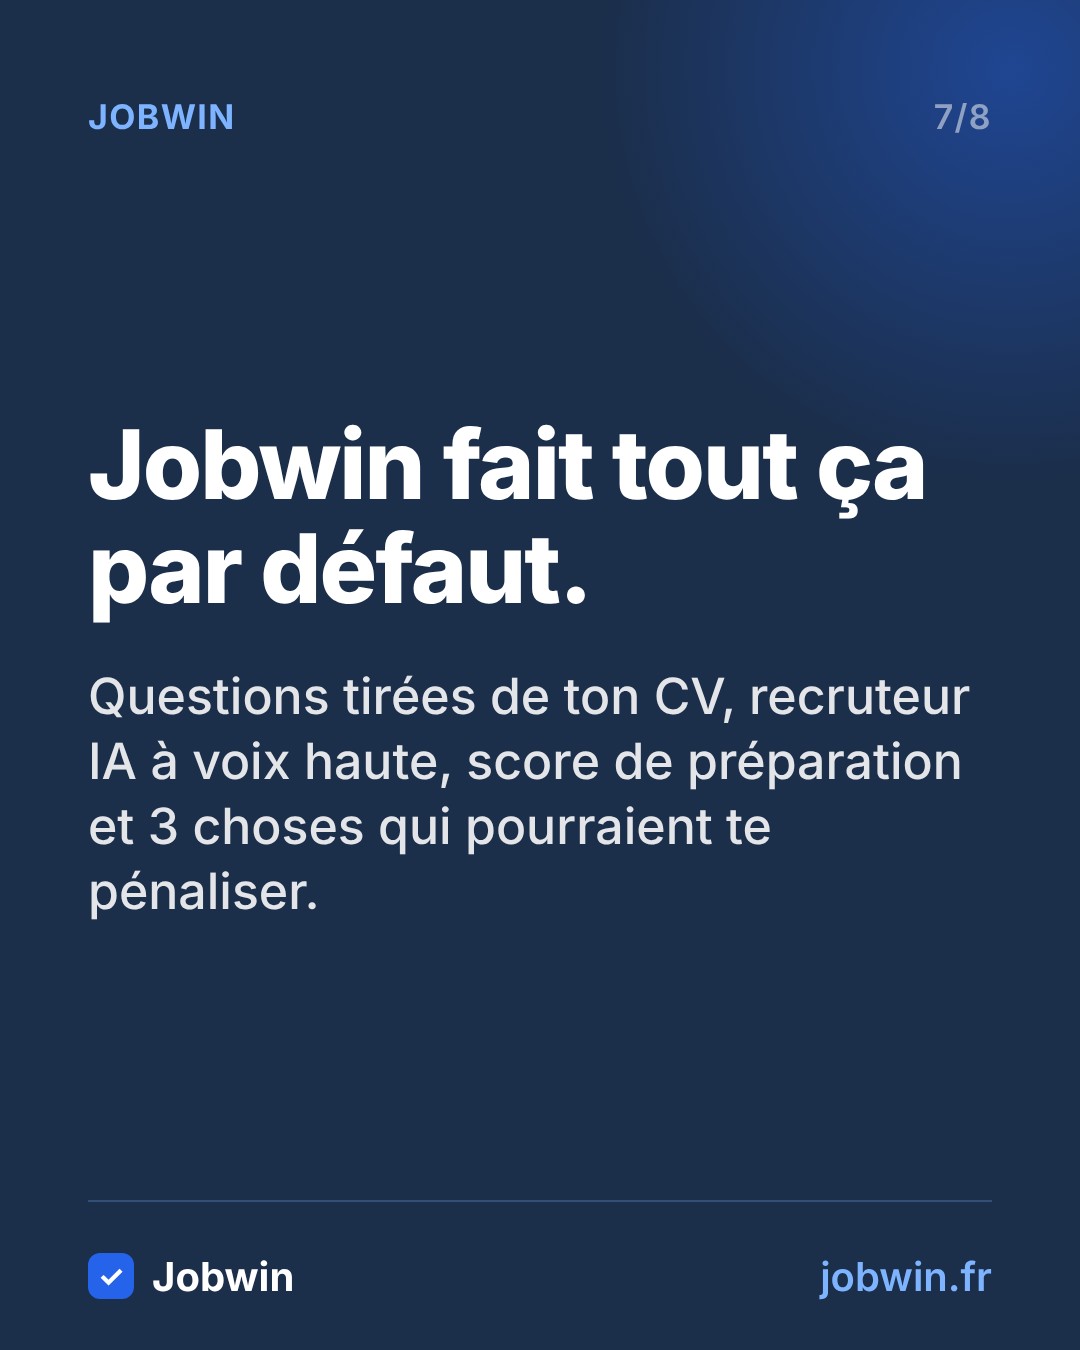 JOBWIN
7/8
Jobwin fait tout ça
par défaut.
Questions tirées de ton CV, recruteur
IA à voix haute, score de préparation
et 3 choses qui pourraient te
pénaliser.
Jobwin
jobwin.fr